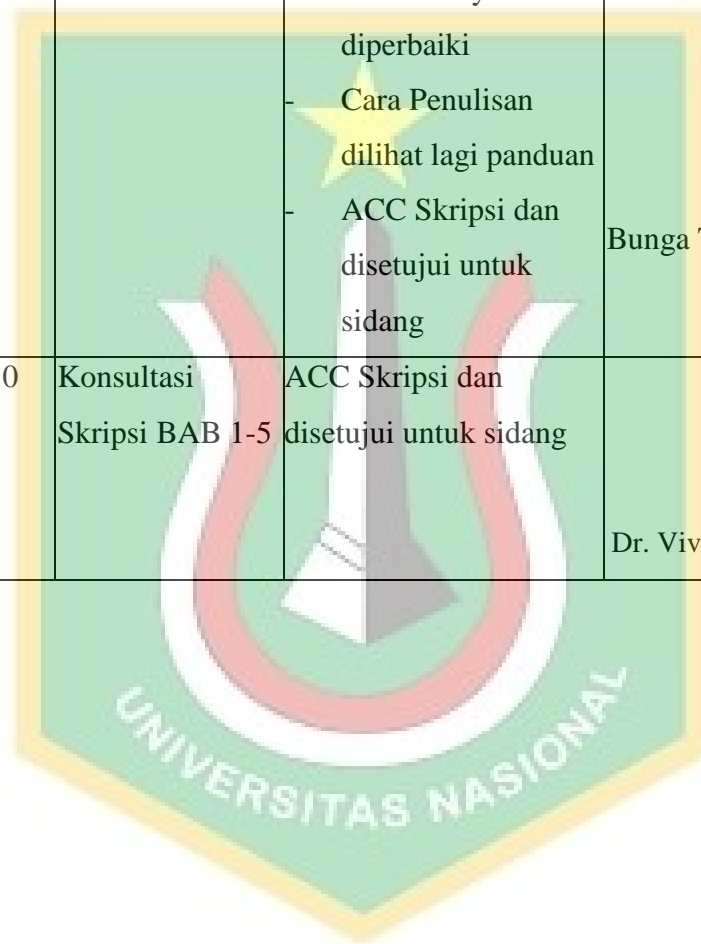 diperbaiki
- Cara Penulisan
dilihat lagi panduan
- ACC Skripsi dan
disetujui untuk
sidang
Bunga
0 Konsultasi
Skripsi BAB 1-5
ACC Skripsi dan
disetujui untuk sidang
Dr. Viv
UNIVERSITAS NASIONAL